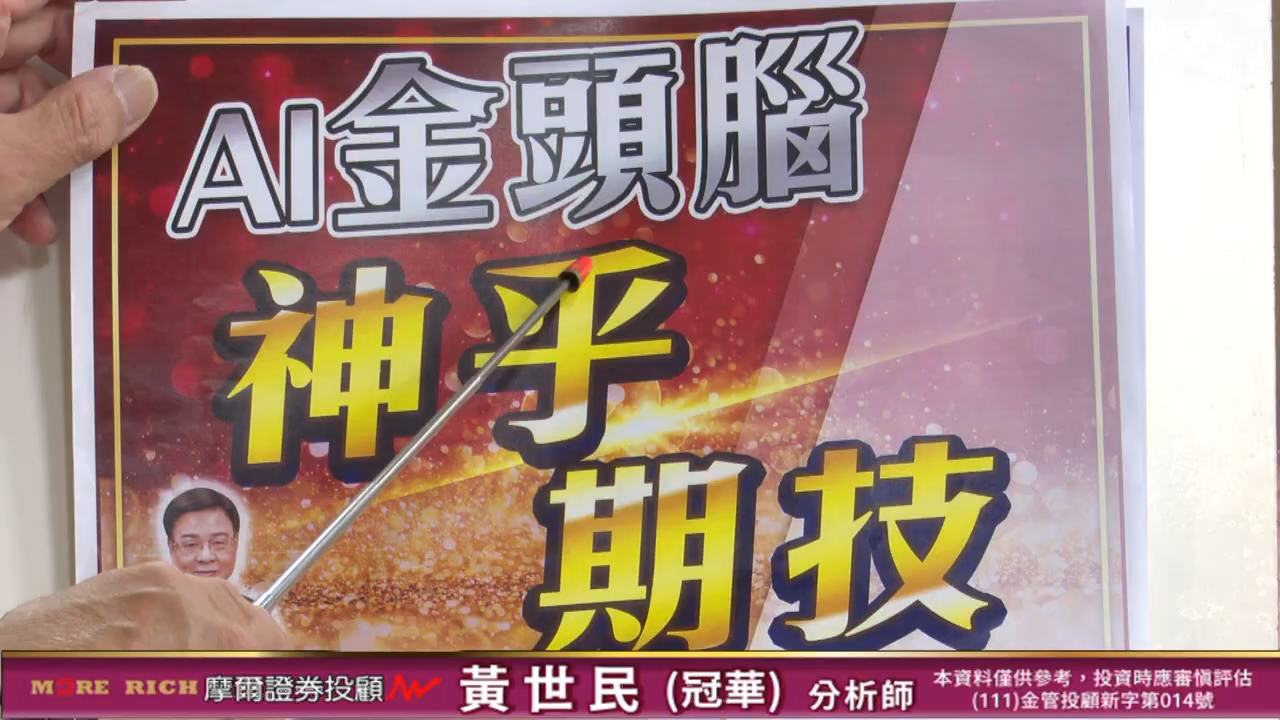 AI金頭腦
神乎
期技
MORE RICH 摩爾證券投顧
黃世民 (冠華) 分析師
本資料僅供參考，投資時應審慎評估
(111)金管投顧新字第014號